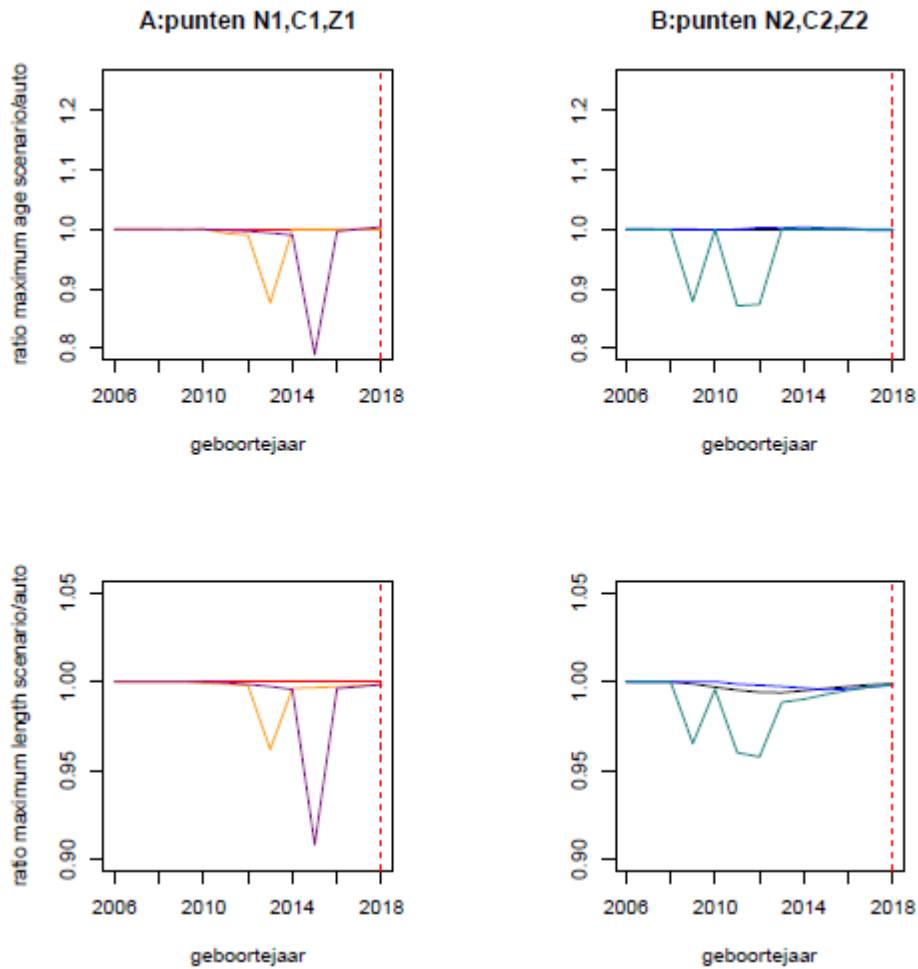 A:punten N1,C1,Z1
B:punten N2,C2,Z2
ratio maximum age scenario/auto
1.2
1.1
1.0
0.9
0.8
2006 2010 2014 2018
geboortejaar
1.2
1.1
1.0
0.9
0.8
2006 2010 2014 2018
geboortejaar
ratio maximum length scenario/auto
1.05
1.00
0.95
0.90
2006 2010 2014 2018
geboortejaar
1.05
1.00
0.95
0.90
2006 2010 2014 2018
geboortejaar